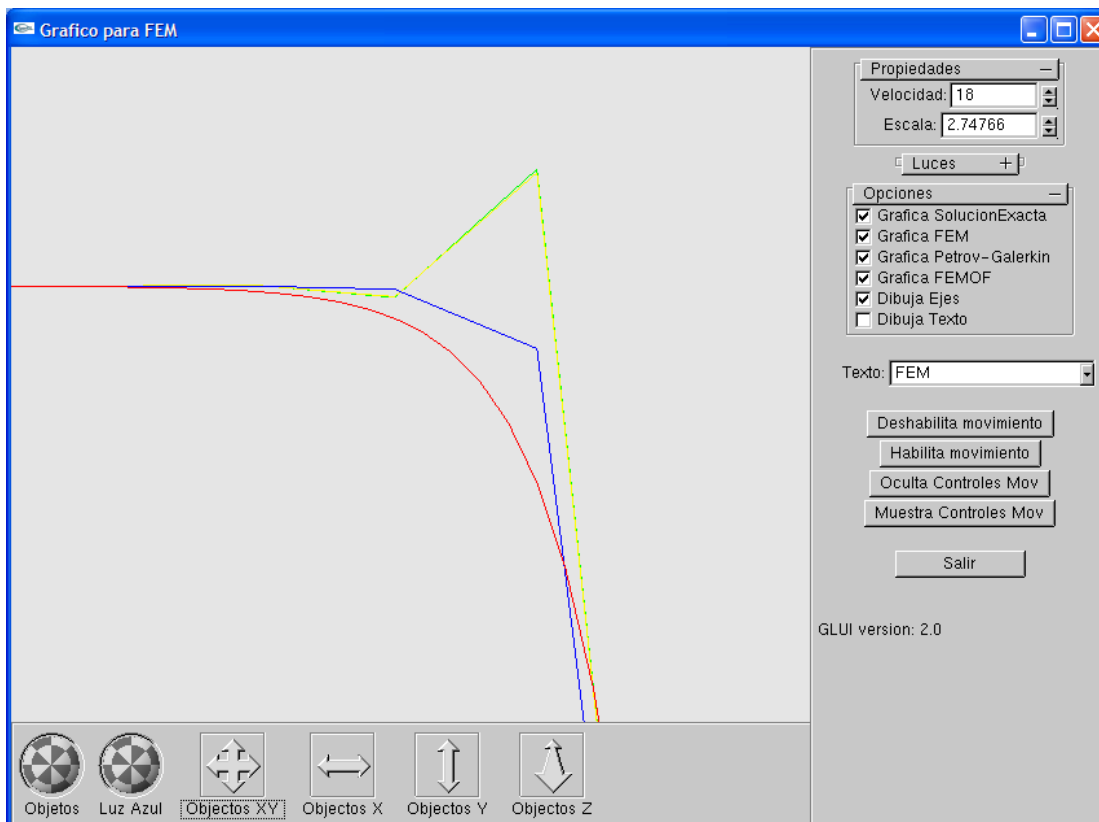 Grafico para FEM
Propiedades
Velocidad: 18
Escala: 2.74766
Luces
Opciones
Grafica SolucionExacta
Grafica FEM
Grafica Petrov-Galerkin
Grafica FEMOF
Dibuja Ejes
Dibuja Texto
Texto: FEM
Deshabilita movimiento
Habilita movimiento
Oculta Controles Mov
Muestra Controles Mov
Salir
GLUI version: 2.0
Objetos Luz Azul Objectos XY Objectos X Objectos Y Objectos Z